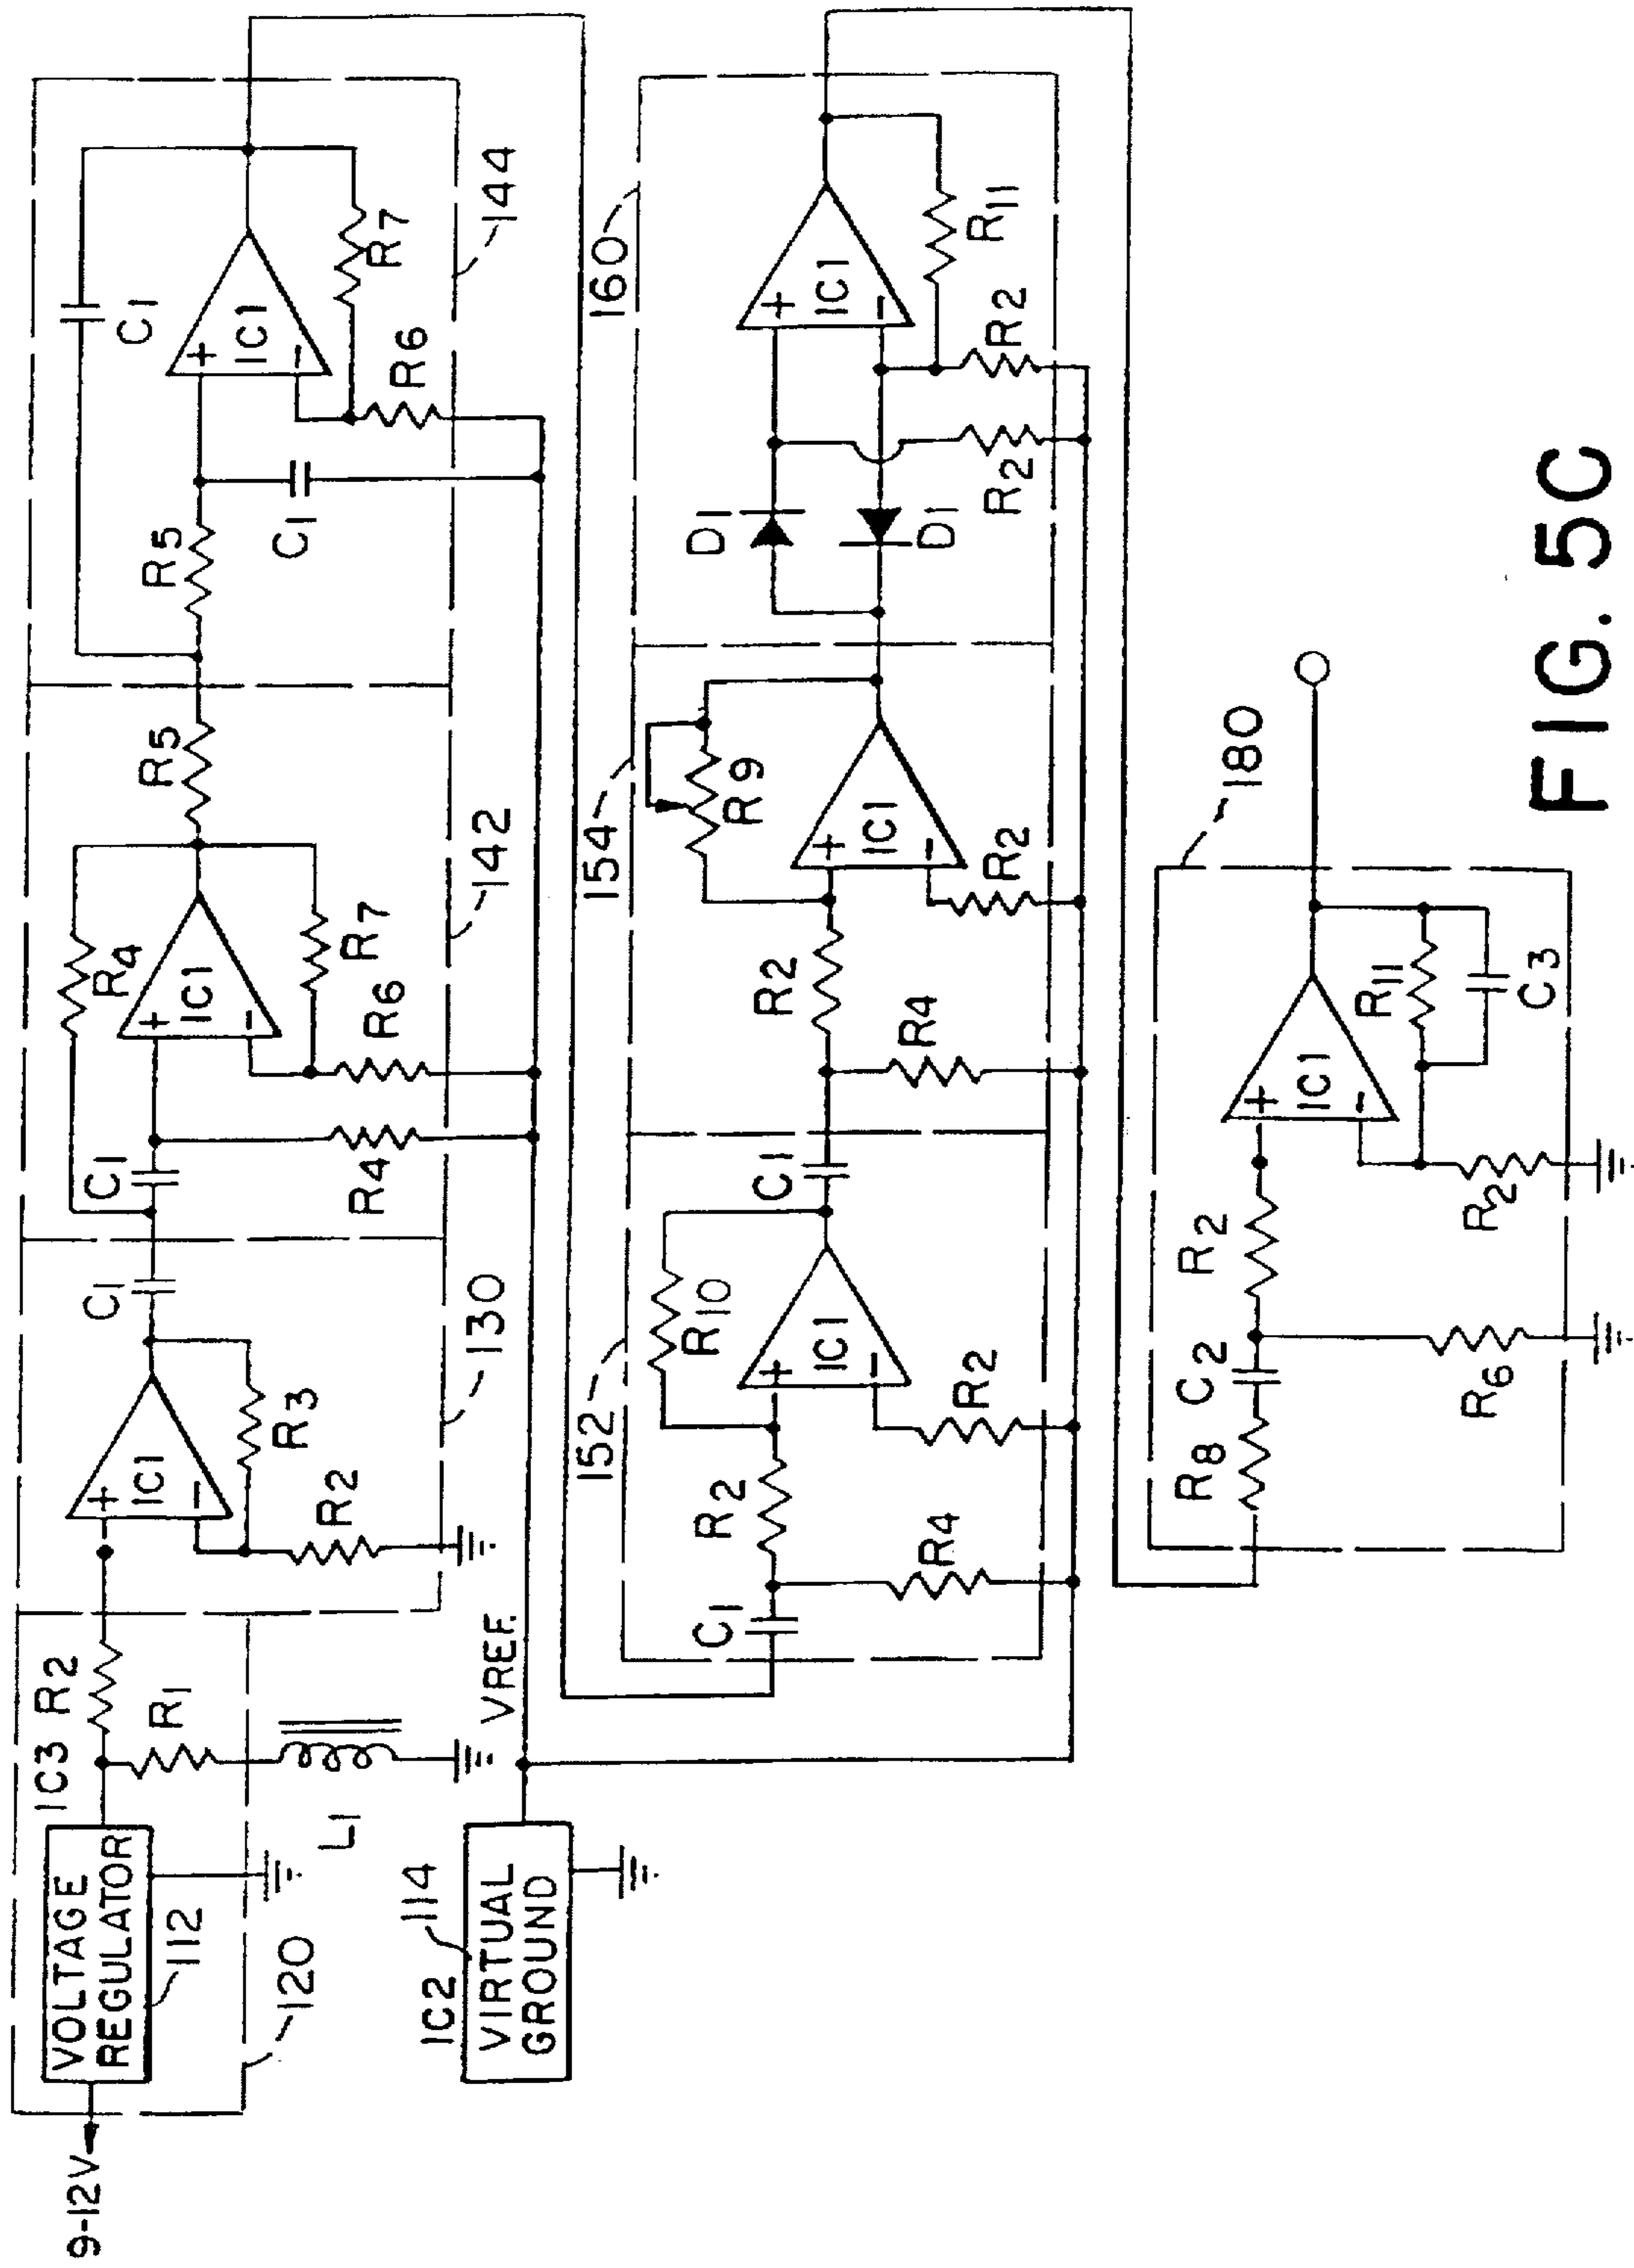 9-12V
VOLTAGE
REGULATOR
112
120
IC3
R2
R1
L1
IC1
+
−
R3
R2
130
C1
C1
R4
R4
IC1
+
−
R7
R6
142
R5
R5
C1
C1
IC1
+
−
R7
R6
144
IC2
114
VIRTUAL
GROUND
VREF.
152
C1
R4
R2
R10
IC1
+
−
R2
C1
154
R4
R2
R9
IC1
+
−
R2
160
D1
D1
R2
R2
IC1
+
−
R11
180
R8
C2
R6
R2
IC1
+
−
R2
R11
C3
FIG. 5C